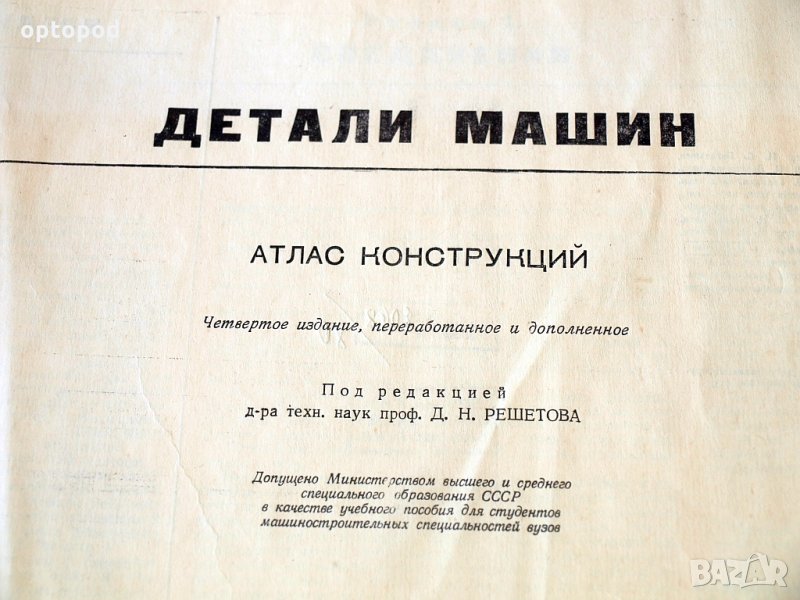 optopod
ДЕТАЛИ МАШИН
АТЛАС КОНСТРУКЦИЙ
Четвертое издание, переработанное и дополненное
Под редакцией
д-ра техн. наук проф. Д. Н. РЕШЕТОВА
Допущено Министерством высшего и среднего
специального образования СССР
в качестве учебного пособия для студентов
машиностроительных специальностей вузов
BAZAR